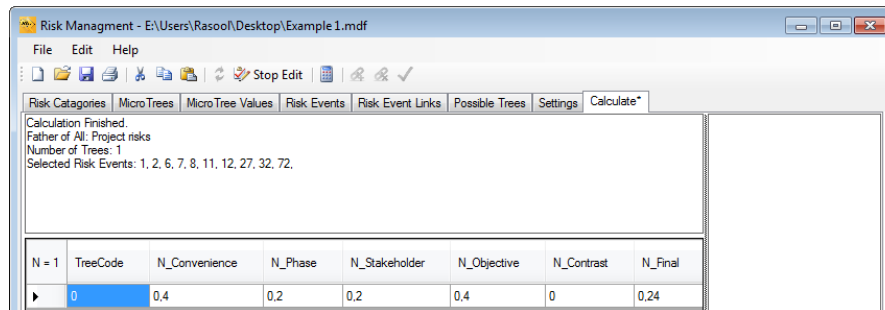 Risk Managment - E:\Users\Rasool\Desktop\Example1.mdf
File Edit Help
Stop Edit
Risk Catagories MicroTrees MicroTree Values Risk Events Risk Event Links Possible Trees Settings Calculate*
Calculation Finished.
Father of All: Project risks
Number of Trees: 1
Selected Risk Events: 1, 2, 6, 7, 8, 11, 12, 27, 32, 72,
N = 1 TreeCode N_Convenience N_Phase N_Stakeholder N_Objective N_Contrast N_Final
0 0,4 0,2 0,2 0,4 0 0,24